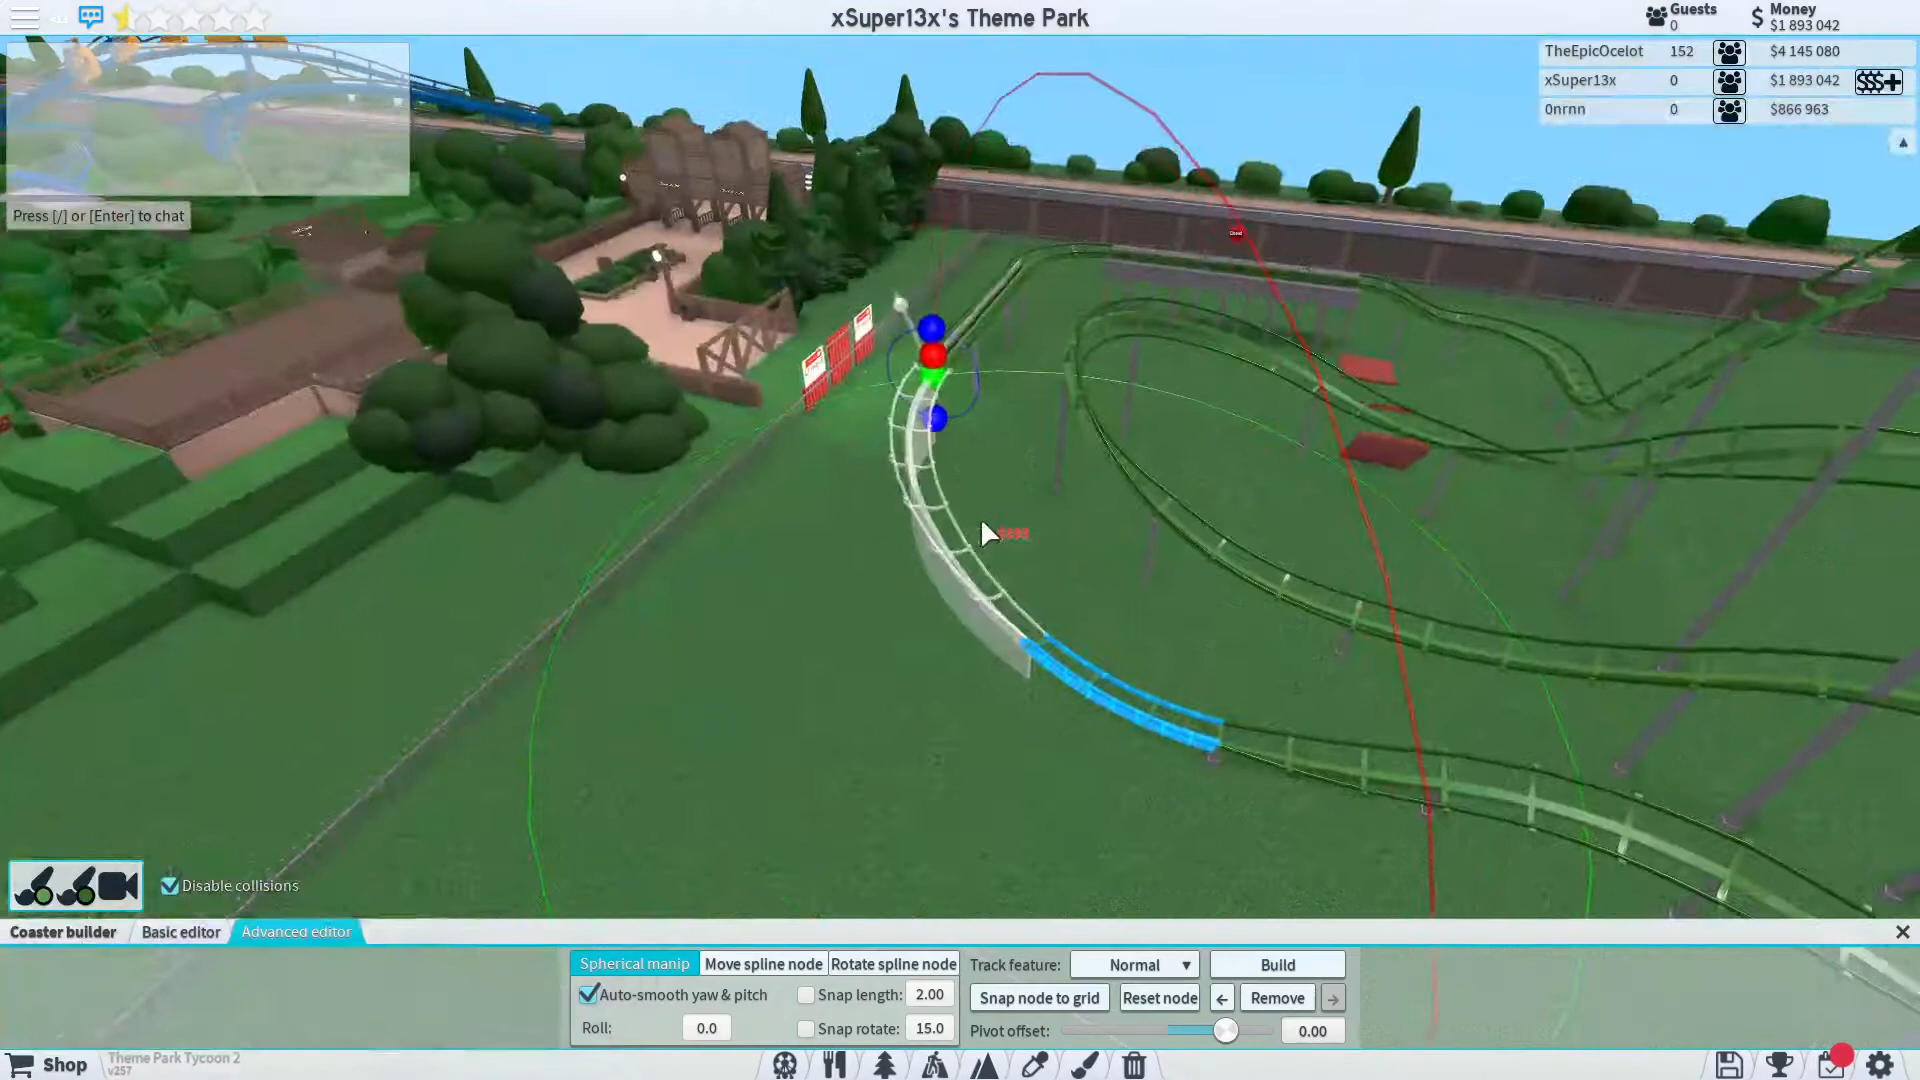 xSuper13x's Theme Park
Guests
0
Money
$1 893 042
TheEpicOcelot 152 $4 145 080
xSuper13x 0 $1 893 042
0nrnn 0 $866 963
Press [/] or [Enter] to chat
Disable collisions
Coaster builder
Basic editor
Advanced editor
Spherical manip
Move spline node
Rotate spline node
Track feature:
Normal
Build
Auto-smooth yaw & pitch
Snap length: 2.00
Snap node to grid
Reset node
Remove
Roll: 0.0
Snap rotate: 15.0
Pivot offset: 0.00
Shop
Theme Park Tycoon 2
v257